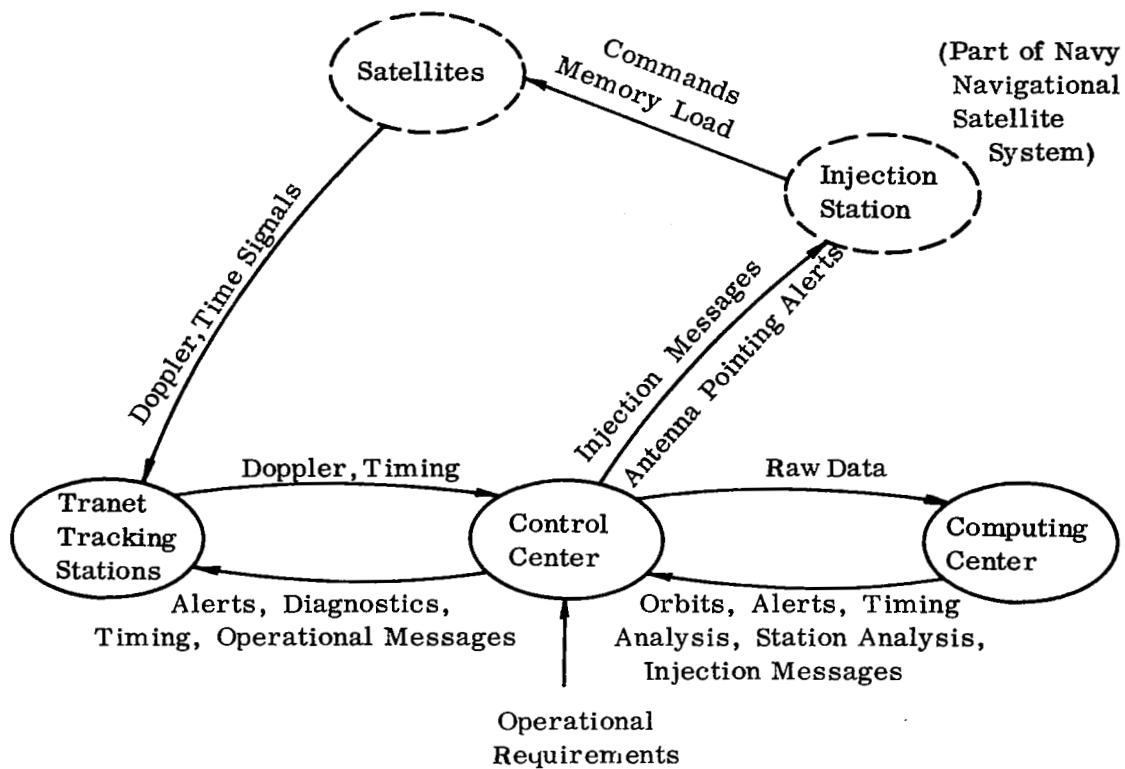 Satellites
Commands
Memory Load
(Part of Navy
Navigational
Satellite
System)
Injection
Station
Doppler, Time Signals
Injection Messages
Antenna Pointing Alerts
Doppler, Timing
Raw Data
Tranet
Tracking
Stations
Control
Center
Computing
Center
Alerts, Diagnostics,
Timing, Operational Messages
Orbits, Alerts, Timing
Analysis, Station Analysis,
Injection Messages
Operational
Requirements